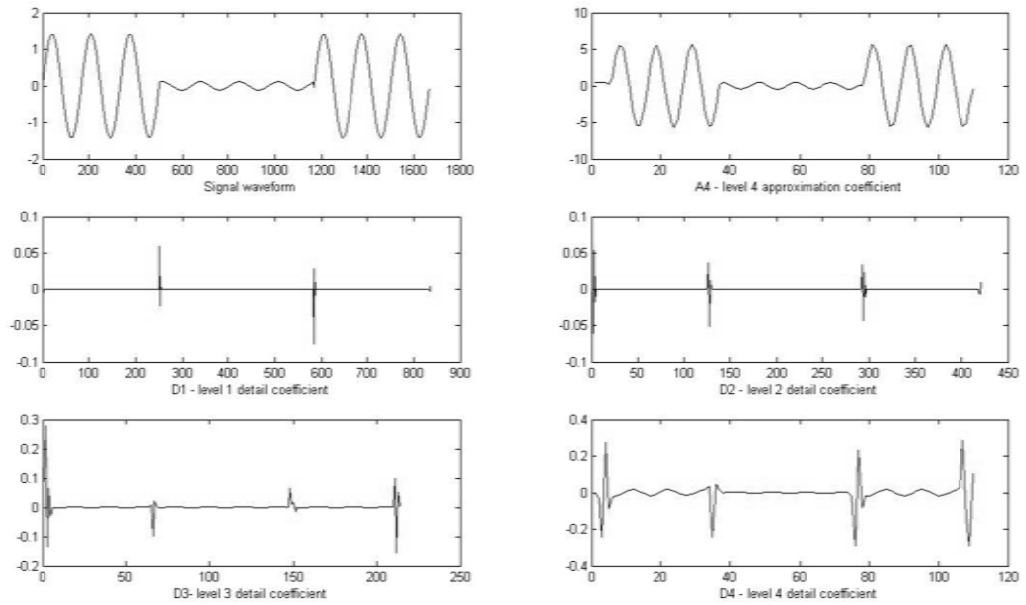 2
1
0
-1
-2
0 200 400 600 800 1000 1200 1400 1600 1800
Signal waveform
10
5
0
-5
-10
0 20 40 60 80 100 120
A4 - level 4 approximation coefficient
0.1
0.05
0
-0.05
-0.1
0 100 200 300 400 500 600 700 800 900
D1 - level 1 detail coefficient
0.1
0.05
0
-0.05
-0.1
0 50 100 150 200 250 300 350 400 450
D2 - level 2 detail coefficient
0.3
0.2
0.1
0
-0.1
-0.2
0 50 100 150 200 250
D3- level 3 detail coefficient
0.4
0.2
0
-0.2
-0.4
0 20 40 60 80 100 120
D4 - level 4 detail coefficient